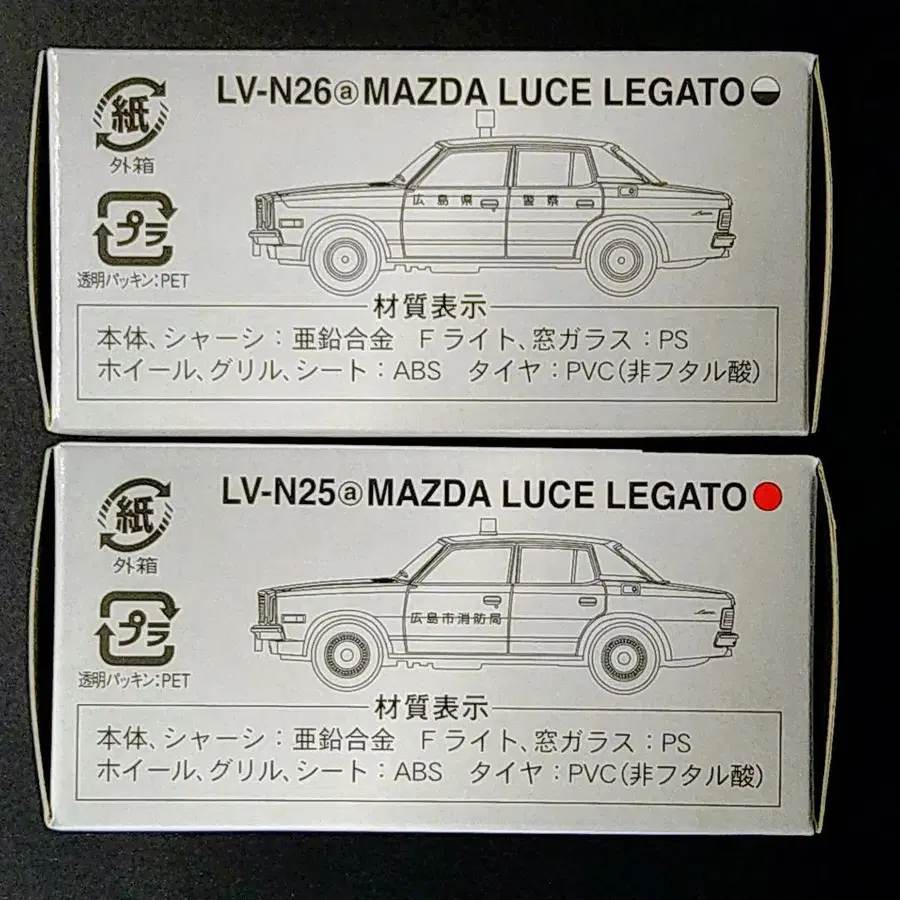 LV-N26ⓐMAZDA LUCE LEGATO
紙
外箱
プラ
透明パッキン:PET
広島県 警察
材質表示
本体、シャーシ:亜鉛合金 Fライト、窓ガラス:PS
ホイール、グリル、シート:ABS タイヤ:PVC(非フタル酸)
LV-N25ⓐMAZDA LUCE LEGATO
紙
外箱
プラ
透明パッキン:PET
広島市消防局
材質表示
本体、シャーシ:亜鉛合金 Fライト、窓ガラス:PS
ホイール、グリル、シート:ABS タイヤ:PVC(非フタル酸)